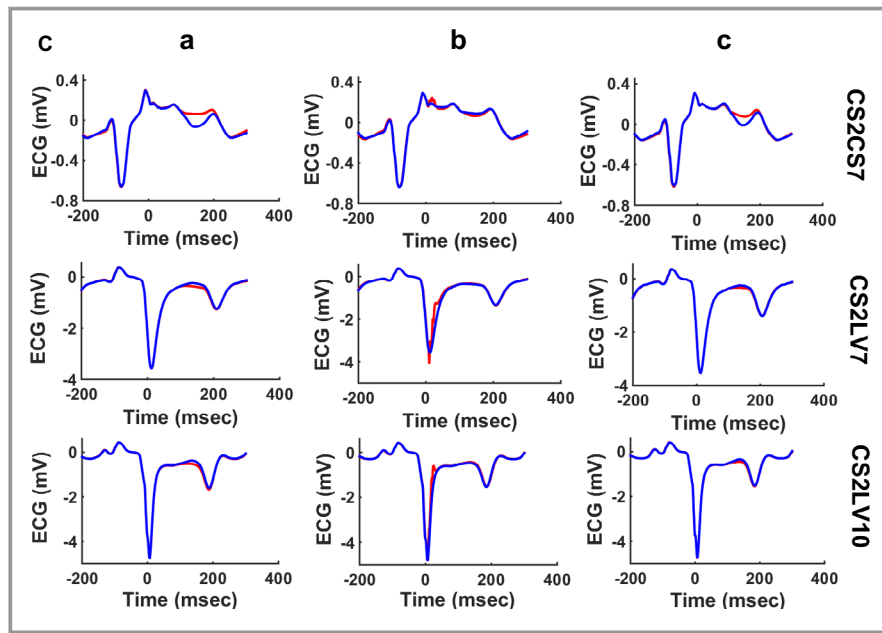 C a b c
ECG (mV) 0.4 0 -0.4 -0.8 -200 0 200 400 Time (msec)
ECG (mV) 0.4 0 -0.4 -0.8 -200 0 200 400 Time (msec)
ECG (mV) 0.4 0 -0.4 -0.8 -200 0 200 400 Time (msec)
CS2CS7
ECG (mV) 0 -2 -4 -200 0 200 400 Time (msec)
ECG (mV) 0 -2 -4 -200 0 200 400 Time (msec)
ECG (mV) 0 -2 -4 -200 0 200 400 Time (msec)
CS2LV7
ECG (mV) 0 -2 -4 -200 0 200 400 Time (msec)
ECG (mV) 0 -2 -4 -200 0 200 400 Time (msec)
ECG (mV) 0 -2 -4 -200 0 200 400 Time (msec)
CS2LV10